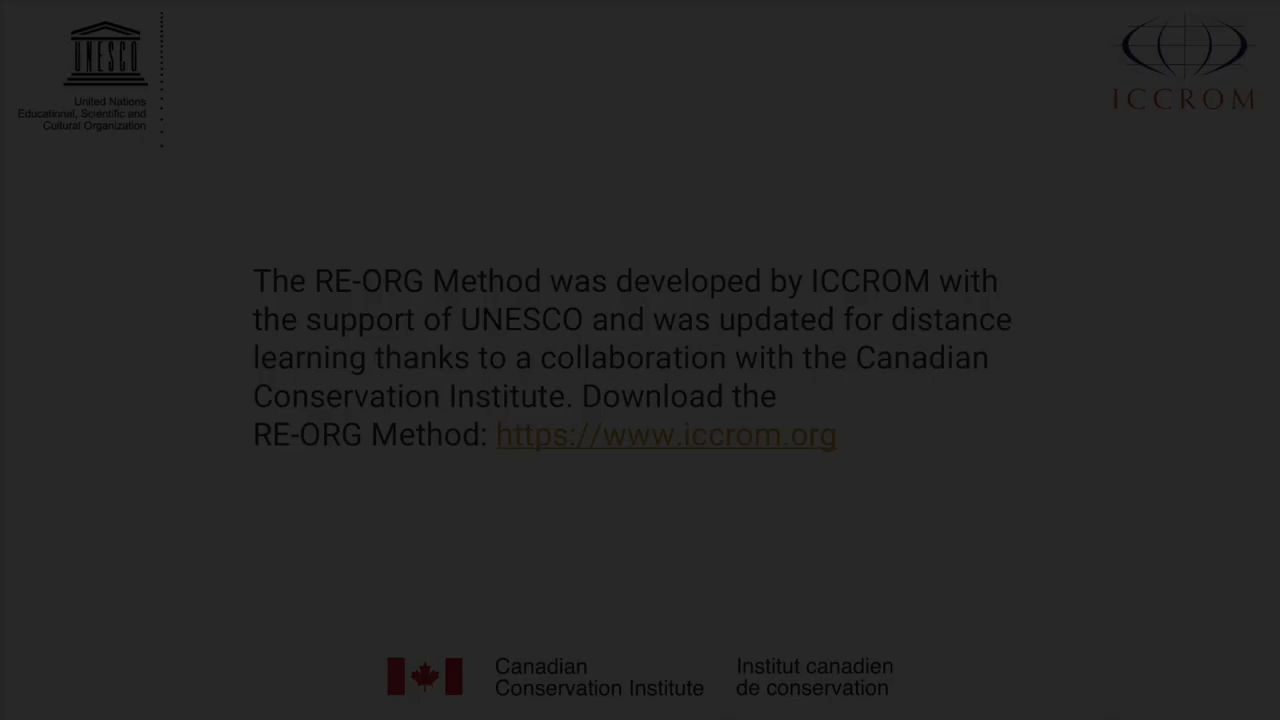 UNESCO
United Nations
Educational, Scientific and
Cultural Organization
ICCROM
The RE-ORG Method was developed by ICCROM with
the support of UNESCO and was updated for distance
learning thanks to a collaboration with the Canadian
Conservation Institute. Download the
RE-ORG Method: https://www.iccrom.org
Canadian
Conservation Institute
Institut canadien
de conservation